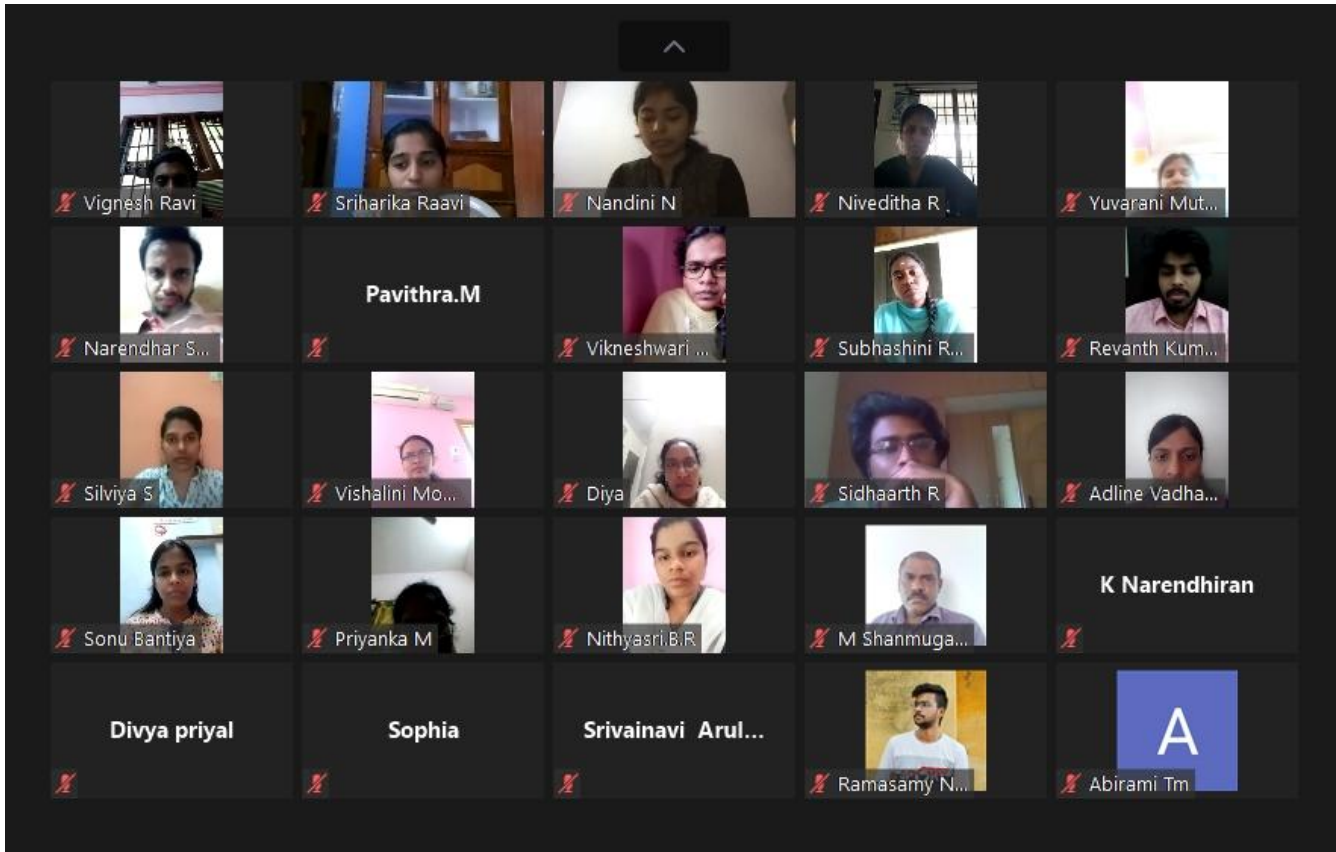 Vignesh Ravi
Sriharika Raavi
Nandini N
Niveditha R
Yuvarani Mut...
Narendhar S...
Pavithra.M
Vikneshwari ...
Subhashini R...
Revanth Kum...
Silviya S
Vishalini Mo...
Diya
Sidhaarth R
Adline Vadha...
Sonu Bantiya
Priyanka M
Nithyasri.B.R
M Shanmuga...
K Narendhiran
Divya priyal
Sophia
Srivainavi Arul...
Ramasamy N...
A
Abirami Tm